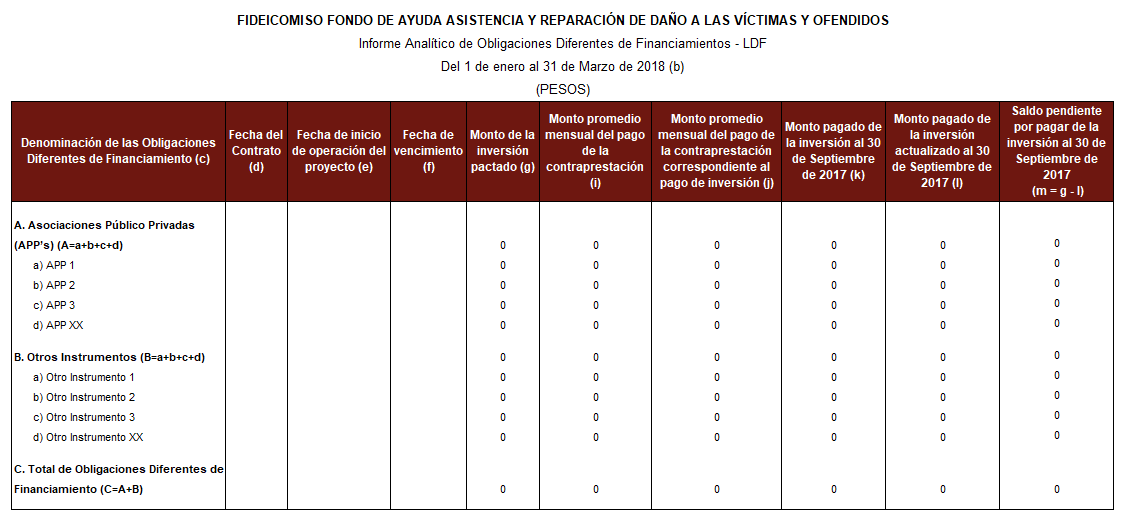 FIDEICOMISO FONDO DE AYUDA ASISTENCIA Y REPARACIÓN DE DAÑO A LAS VÍCTIMAS Y OFENDIDOS
Informe Analítico de Obligaciones Diferentes de Financiamientos - LDF
Del 1 de enero al 31 de Marzo de 2018 (b)
(PESOS)
Denominación de las Obligaciones
Diferentes de Financiamiento (c)
Fecha del
Contrato
(d)
Fecha de inicio
de operación del
proyecto (e)
Fecha de
vencimiento
(f)
Monto de la
inversión
pactado (g)
Monto promedio
mensual del pago
de la
contraprestación
(i)
Monto promedio
mensual del pago de
la contraprestación
correspondiente al
pago de inversión (j)
Monto pagado de
la inversión al 30
de Septiembre
de 2017 (k)
Monto pagado de
la inversión
actualizado al 30
de Septiembre de
2017 (l)
Saldo pendiente
por pagar de la
inversión al 30 de
Septiembre de
2017
(m = g - l)
A. Asociaciones Público Privadas
(APP's) (A=a+b+c+d) 0 0 0 0 0 0
a) APP 1 0 0 0 0 0 0
b) APP 2 0 0 0 0 0 0
c) APP 3 0 0 0 0 0 0
d) APP XX 0 0 0 0 0 0
B. Otros Instrumentos (B=a+b+c+d) 0 0 0 0 0 0
a) Otro Instrumento 1 0 0 0 0 0 0
b) Otro Instrumento 2 0 0 0 0 0 0
c) Otro Instrumento 3 0 0 0 0 0 0
d) Otro Instrumento XX 0 0 0 0 0 0
C. Total de Obligaciones Diferentes de
Financiamiento (C=A+B) 0 0 0 0 0 0